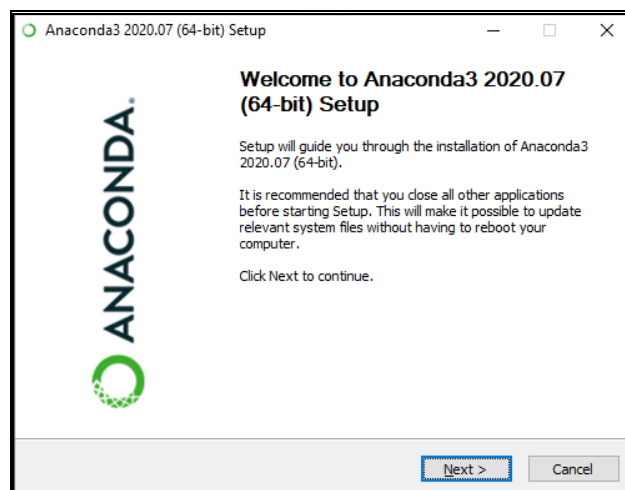 Anaconda3 2020.07 (64-bit) Setup
Welcome to Anaconda3 2020.07
(64-bit) Setup
Setup will guide you through the installation of Anaconda3
2020.07 (64-bit).
It is recommended that you close all other applications
before starting Setup. This will make it possible to update
relevant system files without having to reboot your
computer.
Click Next to continue.
ANACONDA.
Next >
Cancel